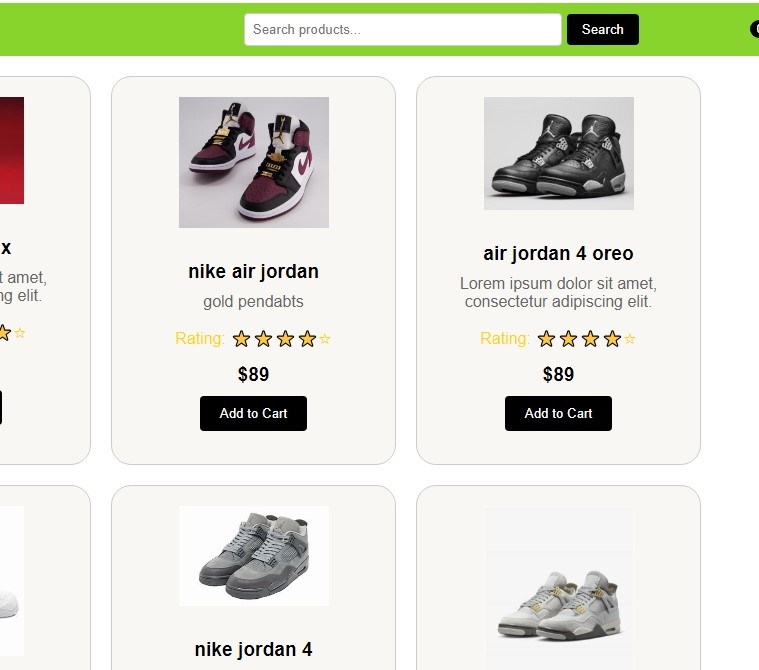 Search products...
Search
x
nike air jordan
air jordan 4 oreo
t amet,
gold pendabts
Lorem ipsum dolor sit amet,
ng elit.
consectetur adipiscing elit.
Rating:
Rating:
$89
$89
Add to Cart
Add to Cart
nike jordan 4